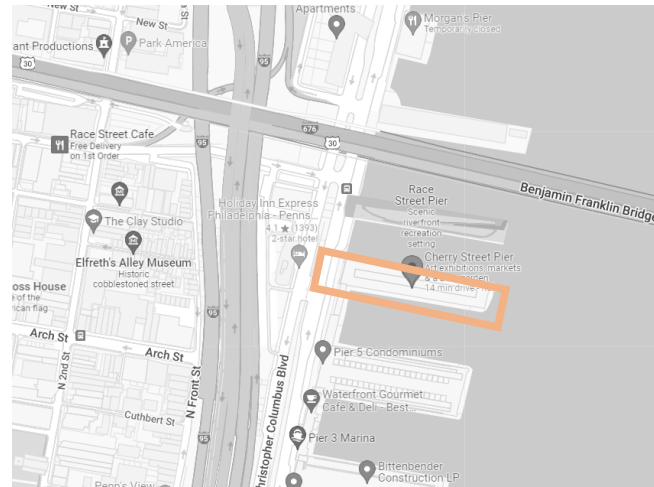 New St
New St
Apartments
Morgan's Pier
Temporarily closed
ant Productions
P
Park America
30
95
676
30
Race Street Cafe
Free Delivery
on 1st Order
95
Benjamin Franklin Bridge
Race
Street Pier
Scenic
riverfront
recreation
setting
Holiday Inn Express
Philadelphia - Penns...
4.1 ★ (1393)
2-star hotel
The Clay Studio
Elfreth's Alley Museum
Historic
cobblestoned street
Cherry Street Pier
Art exhibitions, markets
14 min drive
oss House
e of the
ican flag
95
Arch St
Arch St
N 2nd St
N Front St
Christopher Columbus Blvd
Pier 5 Condominiums
Waterfront Gourmet
Cafe & Deli - Best...
Cuthbert St
95
Pier 3 Marina
Penn's View
Bittenbender
Construction LP